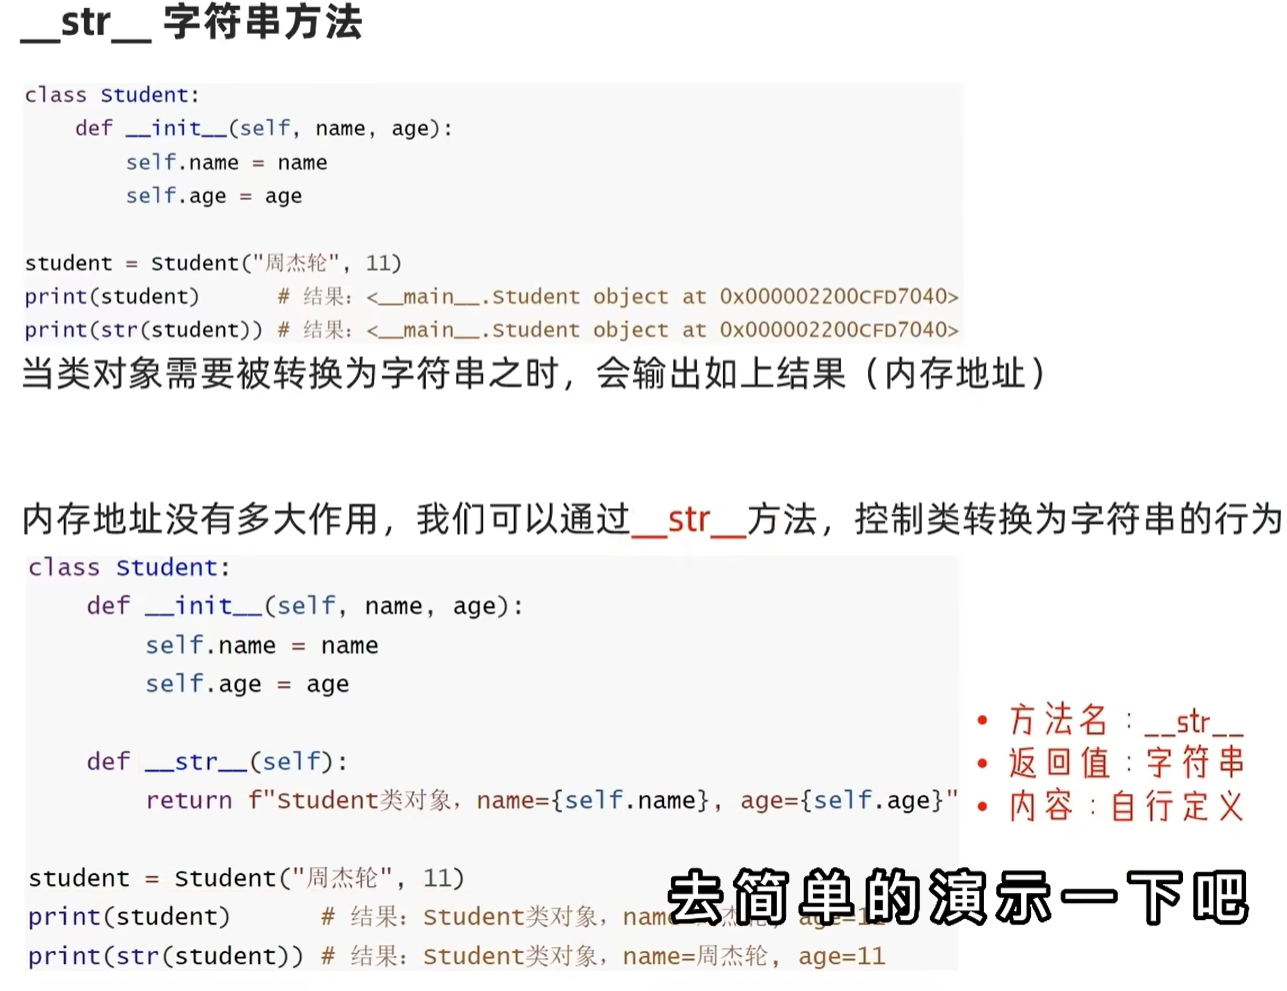 __str__ 字符串方法
class Student:
    def __init__(self, name, age):
        self.name = name
        self.age = age
student = Student("周杰轮", 11)
print(student)      # 结果：<__main__.Student object at 0x000002200CFD7040>
print(str(student)) # 结果：<__main__.Student object at 0x000002200CFD7040>
当类对象需要被转换为字符串之时，会输出如上结果（内存地址）
内存地址没有多大作用，我们可以通过__str__方法，控制类转换为字符串的行为
class Student:
    def __init__(self, name, age):
        self.name = name
        self.age = age
    def __str__(self):
        return f"Student类对象，name={self.name}, age={self.age}"
• 方法名：__str__
• 返回值：字符串
• 内容：自行定义
student = Student("周杰轮", 11)
print(student)      # 结果：Student类对象，name 杰轮, age=11
print(str(student)) # 结果：Student类对象，name=周杰轮, age=11
去简单的演示一下吧